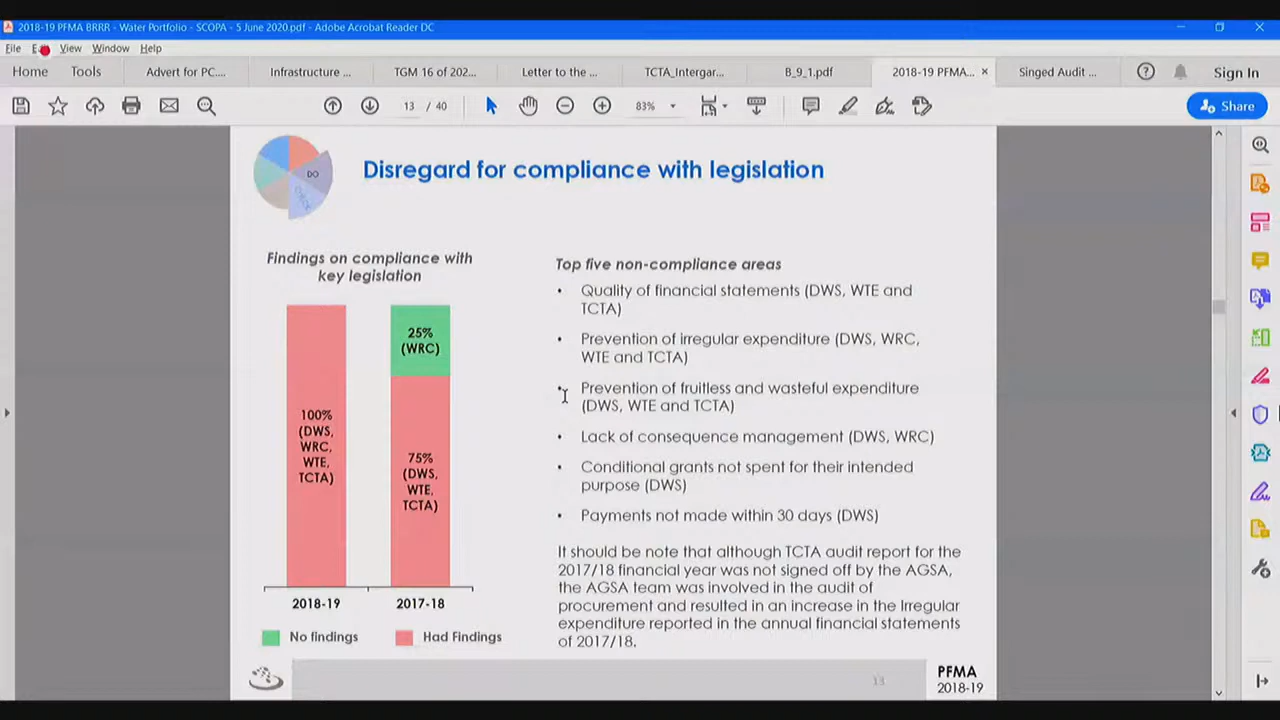 2018-19 PFMA BRRR - Water Portfolio - SCOPA - 5 June 2020.pdf - Adobe Acrobat Reader DC
File
View Window Help
Home Tools Advert for PC.... Infrastructure ... TGM 16 of 202... Letter to the ... TCTA_Intergar... B_9_1.pdf 2018-19 PFMA... × Singed Audit ... Sign In
13 / 40 83% Share
DO
CHECK
Disregard for compliance with legislation
Findings on compliance with
key legislation
25%
(WRC)
100%
(DWS,
WRC,
WTE,
TCTA)
75%
(DWS,
WTE,
TCTA)
2018-19 2017-18
No findings Had Findings
Top five non-compliance areas
• Quality of financial statements (DWS, WTE and
TCTA)
• Prevention of irregular expenditure (DWS, WRC,
WTE and TCTA)
• Prevention of fruitless and wasteful expenditure
(DWS, WTE and TCTA)
• Lack of consequence management (DWS, WRC)
• Conditional grants not spent for their intended
purpose (DWS)
• Payments not made within 30 days (DWS)
It should be note that although TCTA audit report for the
2017/18 financial year was not signed off by the AGSA,
the AGSA team was involved in the audit of
procurement and resulted in an increase in the Irregular
expenditure reported in the annual financial statements
of 2017/18.
13
PFMA
2018-19